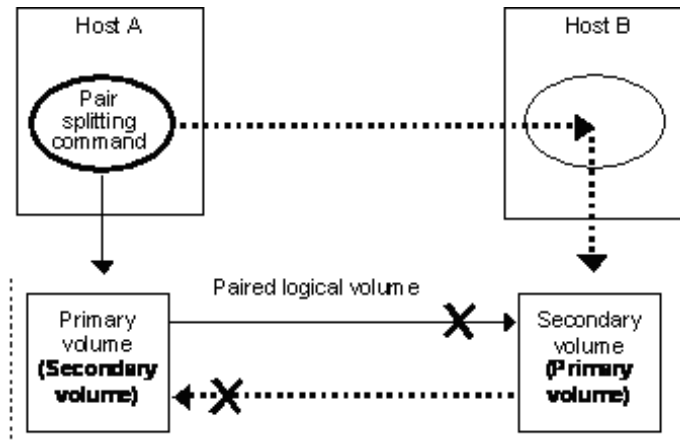 Host A
Host B
Pair
splitting
command
Paired logical volume
Primary
volume
(Secondary
volume)
Secondary
volume
(Primary
volume)